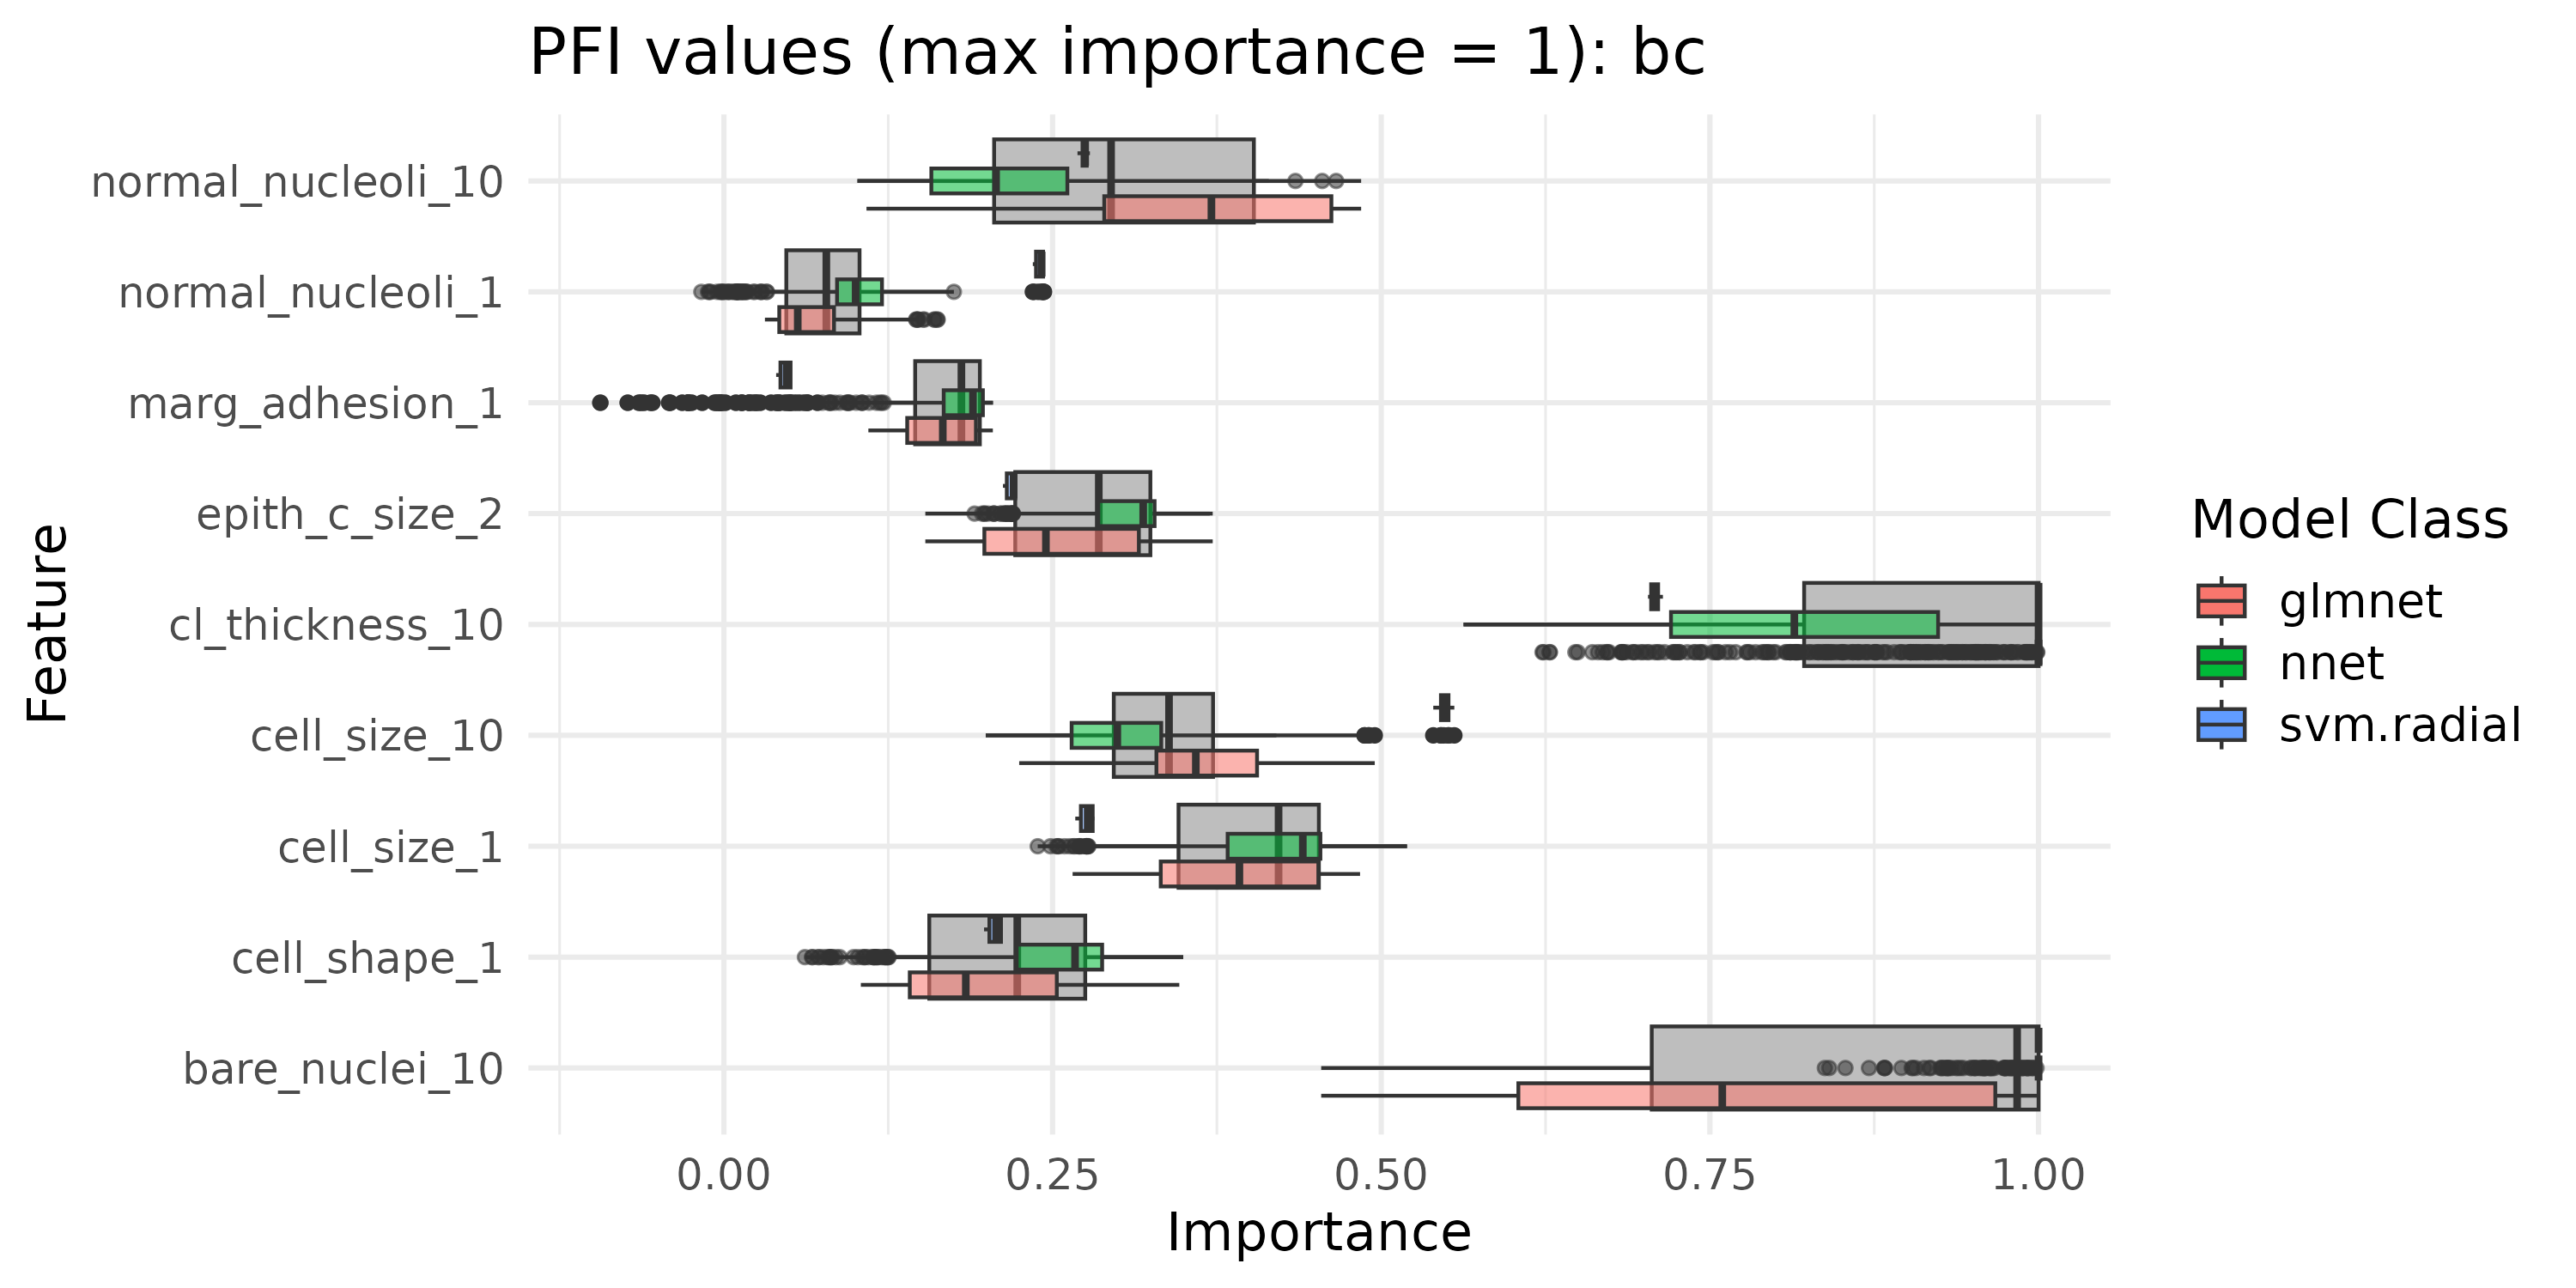 PFI values (max importance = 1): bc
normal_nucleoli_10
normal_nucleoli_1
marg_adhesion_1
epith_c_size_2
cl_thickness_10
cell_size_10
cell_size_1
cell_shape_1
bare_nuclei_10
Feature
0.00 0.25 0.50 0.75 1.00
Importance
Model Class
glmnet
nnet
svm.radial